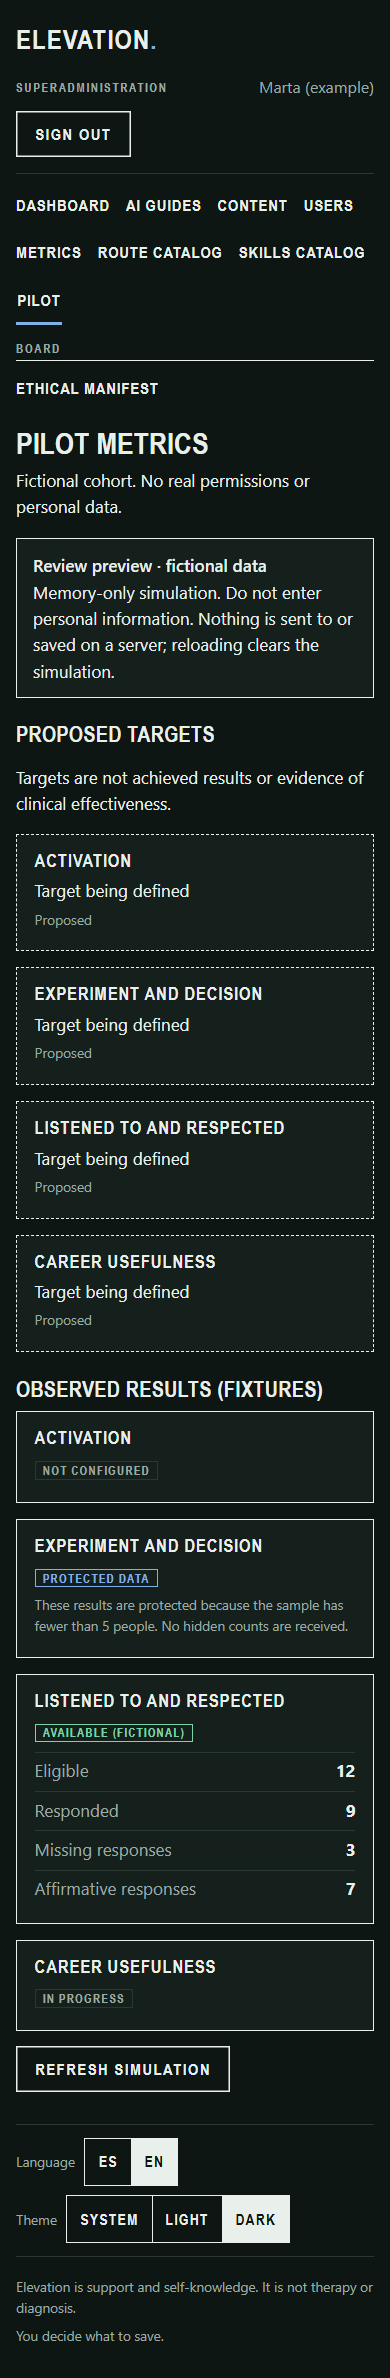 ELEVATION.
SUPERADMINISTRATION Marta (example)
SIGN OUT
DASHBOARD AI GUIDES CONTENT USERS
METRICS ROUTE CATALOG SKILLS CATALOG
PILOT
BOARD
ETHICAL MANIFEST
PILOT METRICS
Fictional cohort. No real permissions or
personal data.
Review preview · fictional data
Memory-only simulation. Do not enter
personal information. Nothing is sent to or
saved on a server; reloading clears the
simulation.
PROPOSED TARGETS
Targets are not achieved results or evidence of
clinical effectiveness.
ACTIVATION
Target being defined
Proposed
EXPERIMENT AND DECISION
Target being defined
Proposed
LISTENED TO AND RESPECTED
Target being defined
Proposed
CAREER USEFULNESS
Target being defined
Proposed
OBSERVED RESULTS (FIXTURES)
ACTIVATION
NOT CONFIGURED
EXPERIMENT AND DECISION
PROTECTED DATA
These results are protected because the sample has
fewer than 5 people. No hidden counts are received.
LISTENED TO AND RESPECTED
AVAILABLE (FICTIONAL)
Eligible 12
Responded 9
Missing responses 3
Affirmative responses 7
CAREER USEFULNESS
IN PROGRESS
REFRESH SIMULATION
Language ES EN
Theme SYSTEM LIGHT DARK
Elevation is support and self-knowledge. It is not therapy or
diagnosis.
You decide what to save.